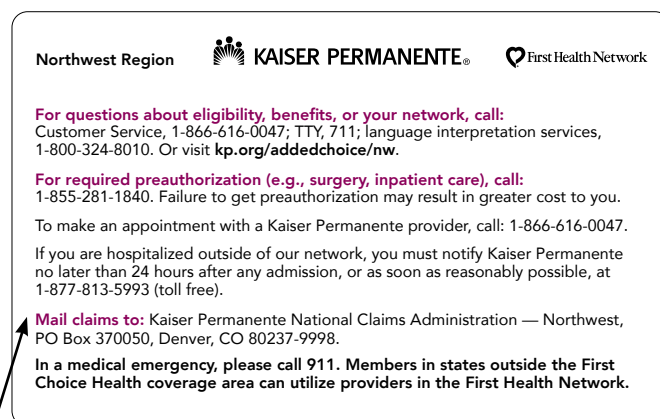 Northwest Region KAISER PERMANENTE® First Health Network
For questions about eligibility, benefits, or your network, call:
Customer Service, 1-866-616-0047; TTY, 711; language interpretation services,
1-800-324-8010. Or visit kp.org/addedchoice/nw.
For required preauthorization (e.g., surgery, inpatient care), call:
1-855-281-1840. Failure to get preauthorization may result in greater cost to you.
To make an appointment with a Kaiser Permanente provider, call: 1-866-616-0047.
If you are hospitalized outside of our network, you must notify Kaiser Permanente
no later than 24 hours after any admission, or as soon as reasonably possible, at
1-877-813-5993 (toll free).
Mail claims to: Kaiser Permanente National Claims Administration — Northwest,
PO Box 370050, Denver, CO 80237-9998.
In a medical emergency, please call 911. Members in states outside the First
Choice Health coverage area can utilize providers in the First Health Network.